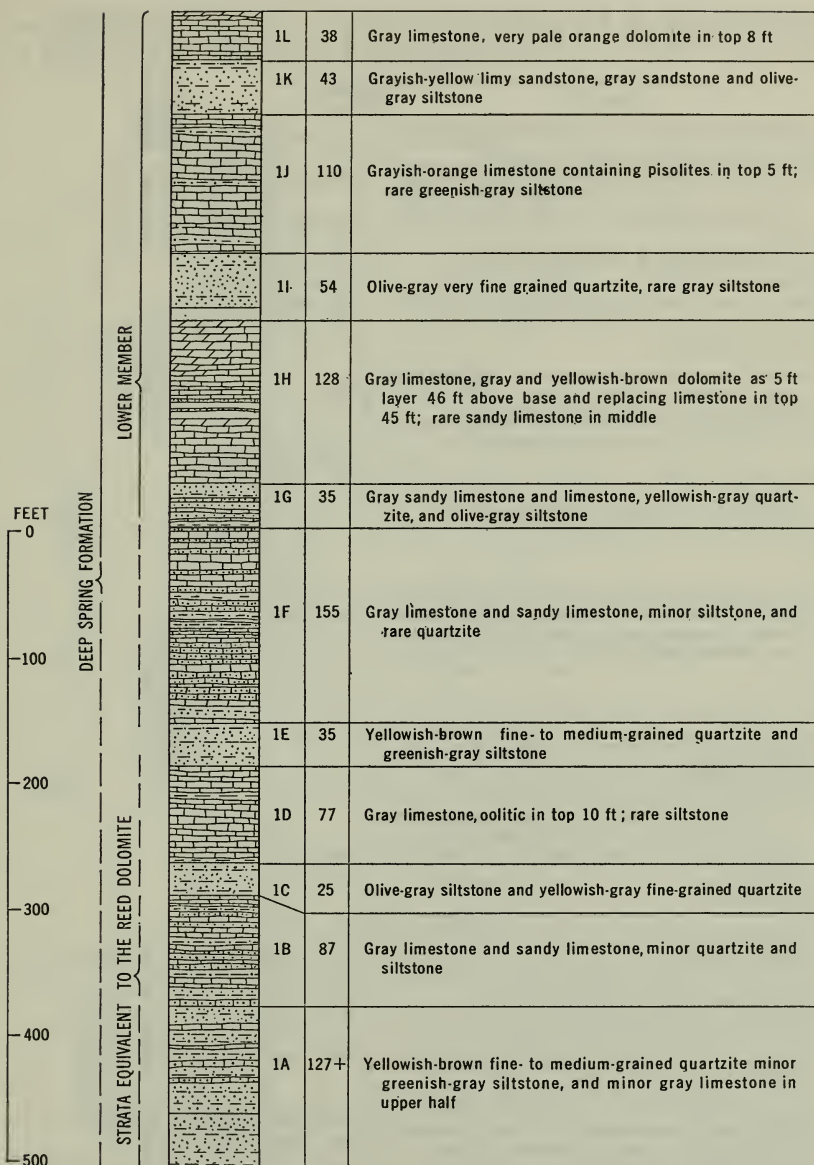 1L 38 Gray limestone, very pale orange dolomite in top 8 ft
1K 43 Grayish-yellow limy sandstone, gray sandstone and olive-
gray siltstone
1J 110 Grayish-orange limestone containing pisolites in top 5 ft;
rare greenish-gray siltstone
1I 54 Olive-gray very fine grained quartzite, rare gray siltstone
1H 128 Gray limestone, gray and yellowish-brown dolomite as 5 ft
layer 46 ft above base and replacing limestone in top
45 ft; rare sandy limestone in middle
1G 35 Gray sandy limestone and limestone, yellowish-gray quart-
zite, and olive-gray siltstone
1F 155 Gray limestone and sandy limestone, minor siltstone, and
rare quartzite
1E 35 Yellowish-brown fine- to medium-grained quartzite and
greenish-gray siltstone
1D 77 Gray limestone, oolitic in top 10 ft; rare siltstone
1C 25 Olive-gray siltstone and yellowish-gray fine-grained quartzite
1B 87 Gray limestone and sandy limestone, minor quartzite and
siltstone
1A 127+ Yellowish-brown fine- to medium-grained quartzite minor
greenish-gray siltstone, and minor gray limestone in
upper half
LOWER MEMBER
DEEP SPRING FORMATION
STRATA EQUIVALENT TO THE REED DOLOMITE
FEET
0
100
200
300
400
500